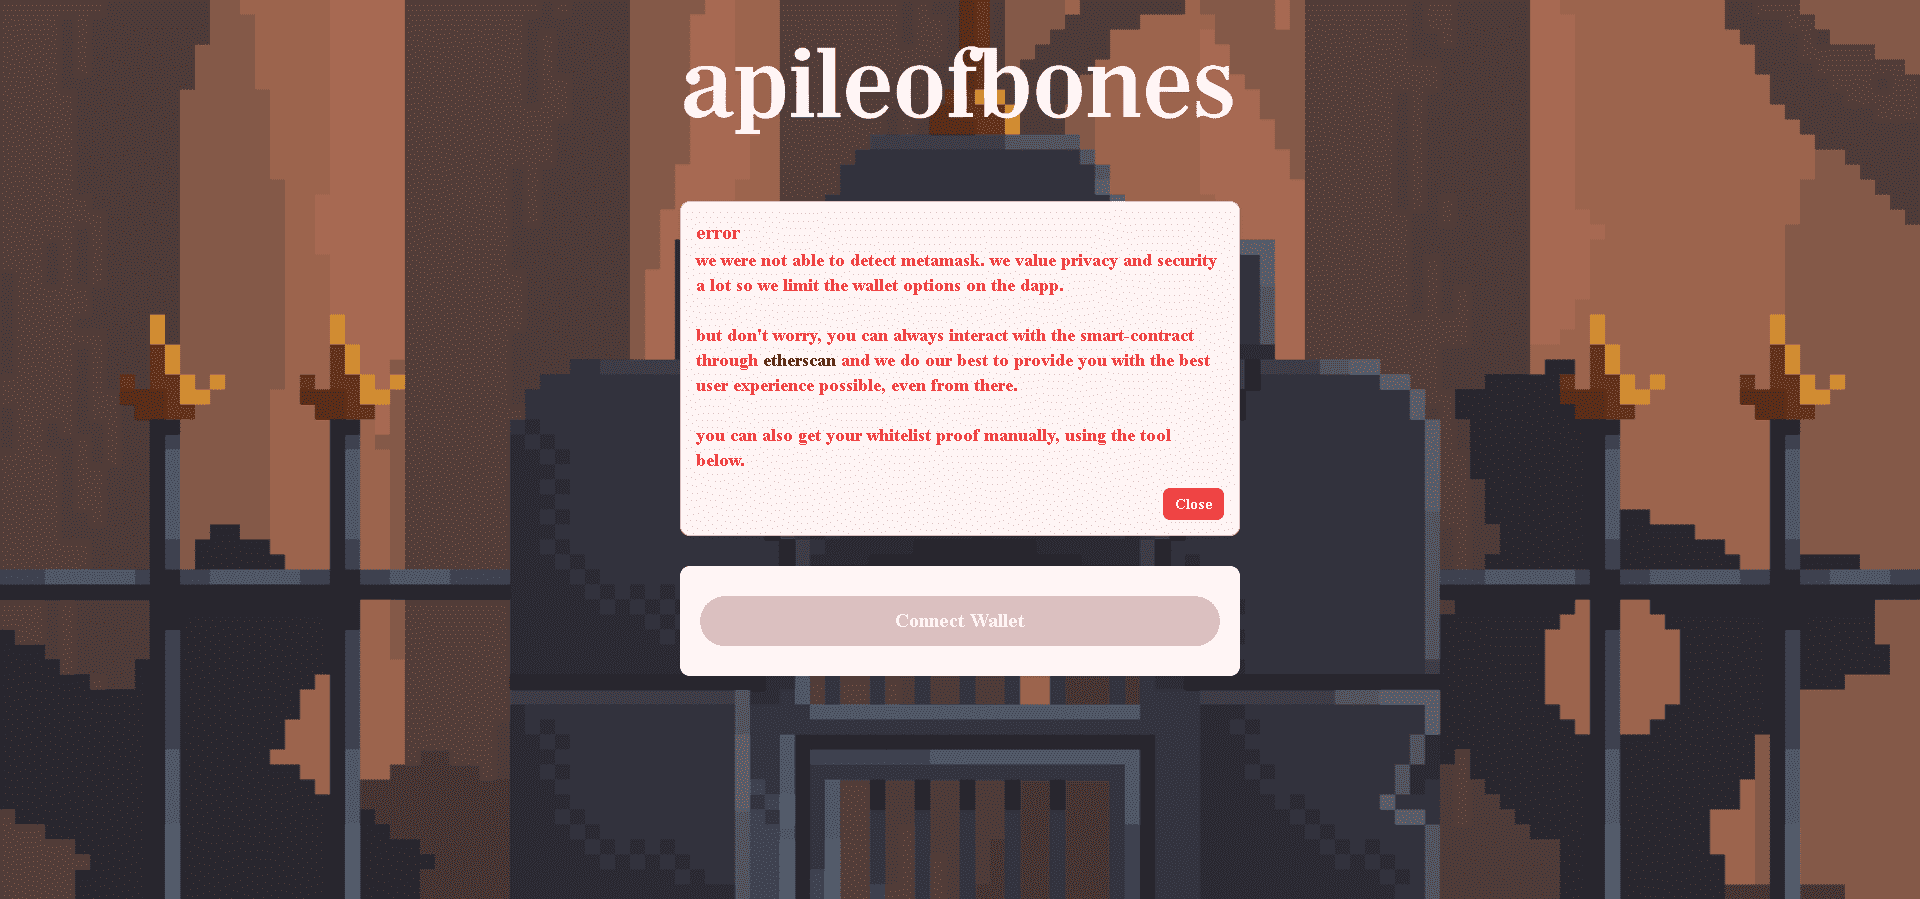 apileofbones
error
we were not able to detect metamask. we value privacy and security
a lot so we limit the wallet options on the dapp.
but don't worry, you can always interact with the smart-contract
through etherscan and we do our best to provide you with the best
user experience possible, even from there.
you can also get your whitelist proof manually, using the tool
below.
Close
Connect Wallet